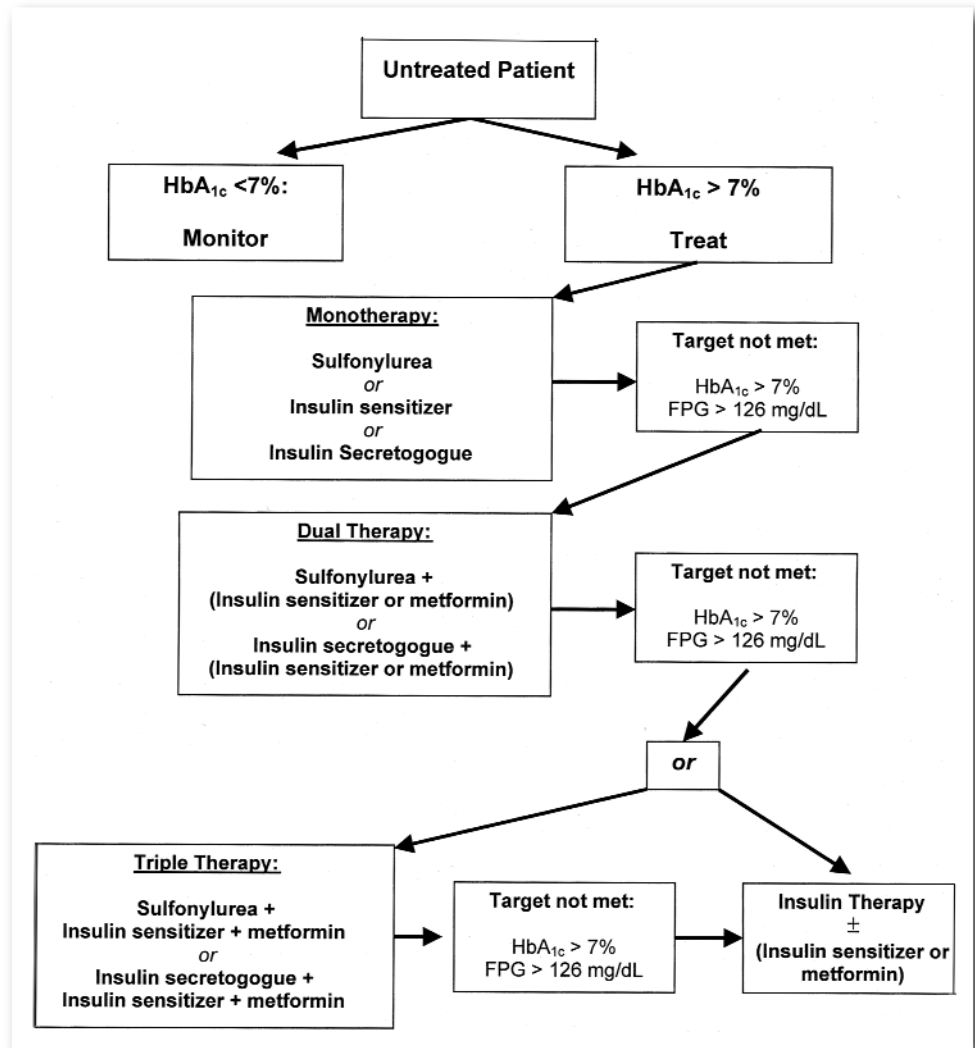 Untreated Patient
HbA1c <7%:
Monitor
HbA1c > 7%
Treat
Monotherapy:
Sulfonylurea
or
Insulin sensitizer
or
Insulin Secretogogue
Target not met:
HbA1c > 7%
FPG > 126 mg/dL
Dual Therapy:
Sulfonylurea +
(Insulin sensitizer or metformin)
or
Insulin secretogogue +
(Insulin sensitizer or metformin)
Target not met:
HbA1c > 7%
FPG > 126 mg/dL
or
Triple Therapy:
Sulfonylurea +
Insulin sensitizer + metformin
or
Insulin secretogogue +
Insulin sensitizer + metformin
Target not met:
HbA1c > 7%
FPG > 126 mg/dL
Insulin Therapy
±
(Insulin sensitizer or
metformin)